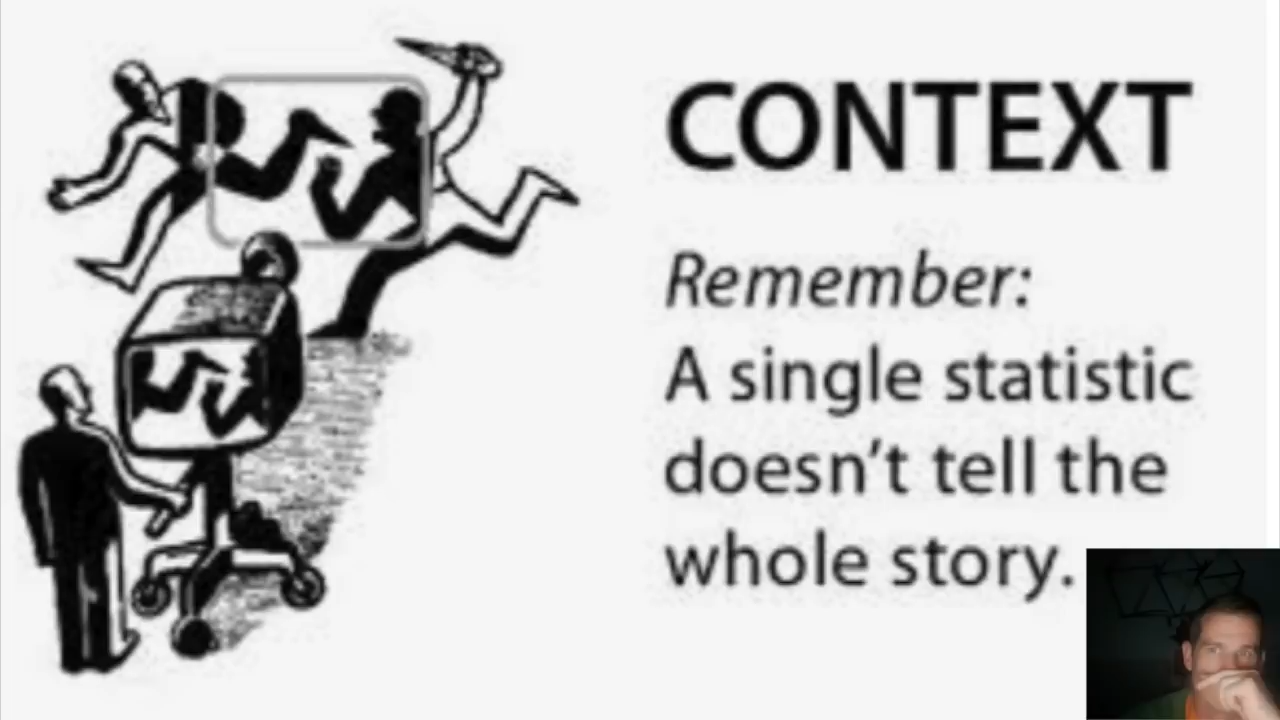 CONTEXT
Remember:
A single statistic
doesn't tell the
whole story.